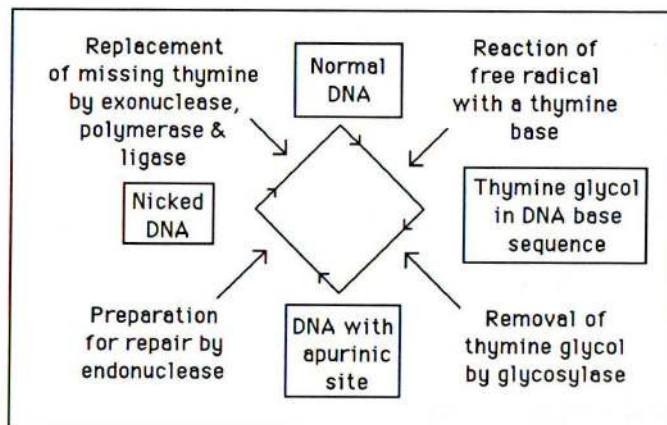 Replacement
of missing thymine
by exonuclease,
polymerase &
ligase
Normal
DNA
Reaction of
free radical
with a thymine
base
Nicked
DNA
Thymine glycol
in DNA base
sequence
Preparation
for repair by
endonuclease
DNA with
apurinic
site
Removal of
thymine glycol
by glycosylase